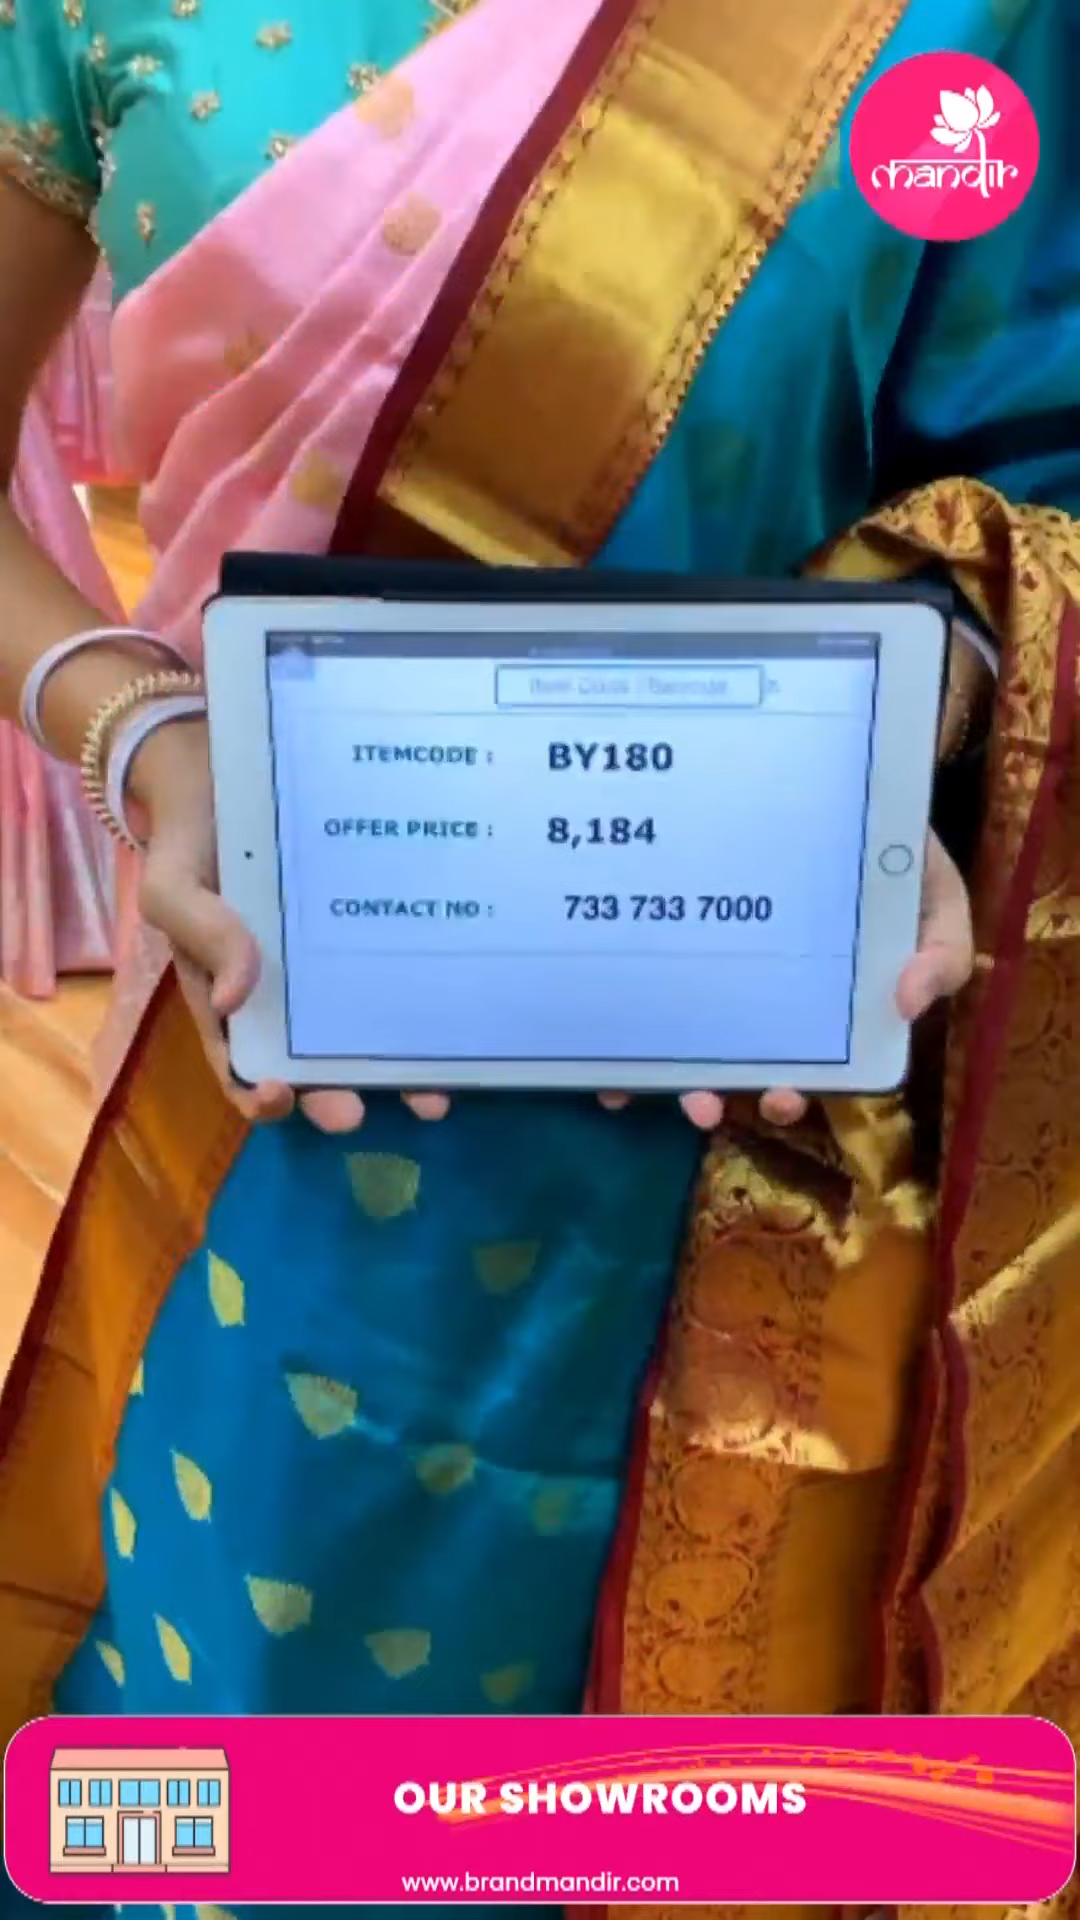 mandir
ITEMCODE : BY180
OFFER PRICE : 8,184
CONTACT NO : 733 733 7000
OUR SHOWROOMS
www.brandmandir.com